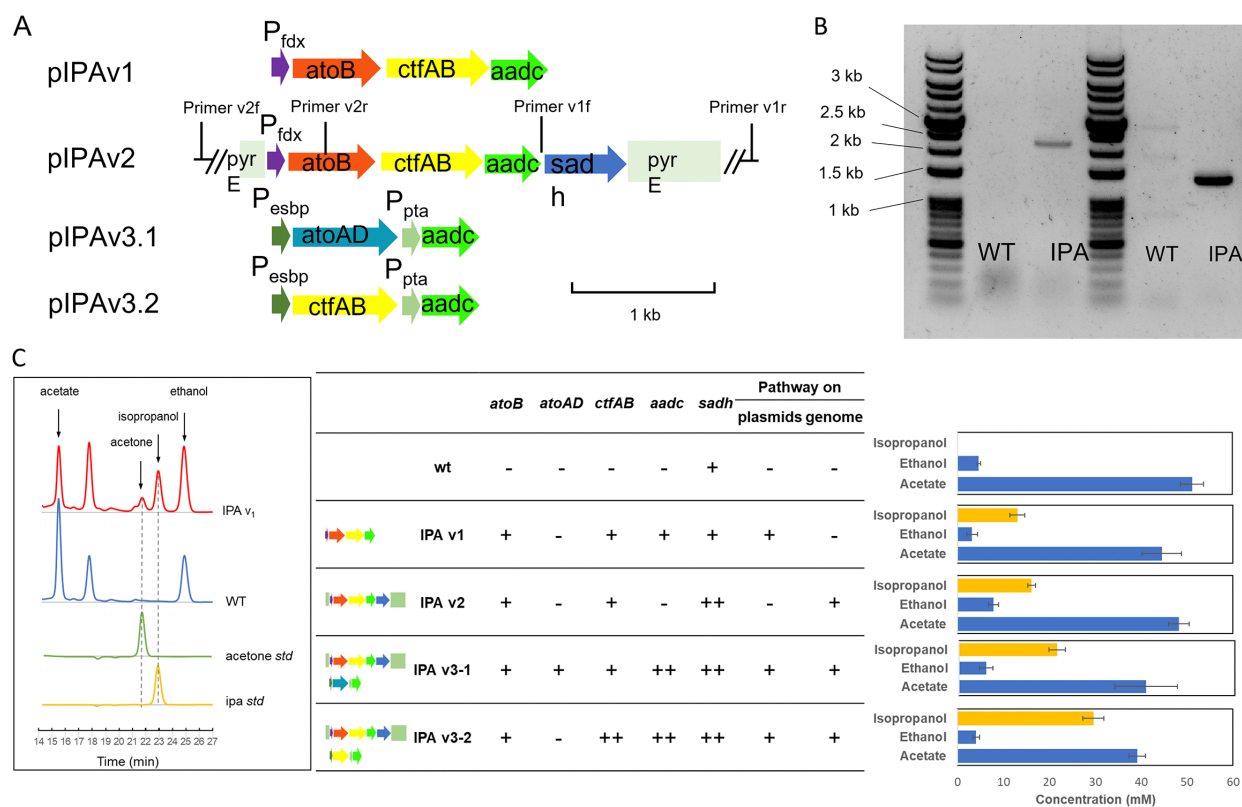 A
pIPAv1
P fdx
atoB
ctfAB
aadc
Primer v2f
Primer v2r
Primer v1f
Primer v1r
pIPAv2
pyr
E
P fdx
atoB
ctfAB
aadc
sad
h
pyr
E
pIPAv3.1
P esbp
atoAD
P pta
aadc
pIPAv3.2
P esbp
ctfAB
P pta
aadc
1 kb
B
3 kb
2.5 kb
2 kb
1.5 kb
1 kb
WT
IPA
WT
IPA
C
acetate
ethanol
isopropanol
acetone
IPA v1
WT
acetone std
ipa std
14 15 16 17 18 19 20 21 22 23 24 25 26 27
Time (min)
Pathway on
atoB atoAD ctfAB aadc sadh plasmids genome
wt - - - - + - -
IPA v1 + - + + + + -
IPA v2 + - + - ++ - +
IPA v3-1 + + + ++ ++ + +
IPA v3-2 + - ++ ++ ++ + +
Isopropanol
Ethanol
Acetate
Isopropanol
Ethanol
Acetate
Isopropanol
Ethanol
Acetate
Isopropanol
Ethanol
Acetate
Isopropanol
Ethanol
Acetate
0 10 20 30 40 50 60
Concentration (mM)